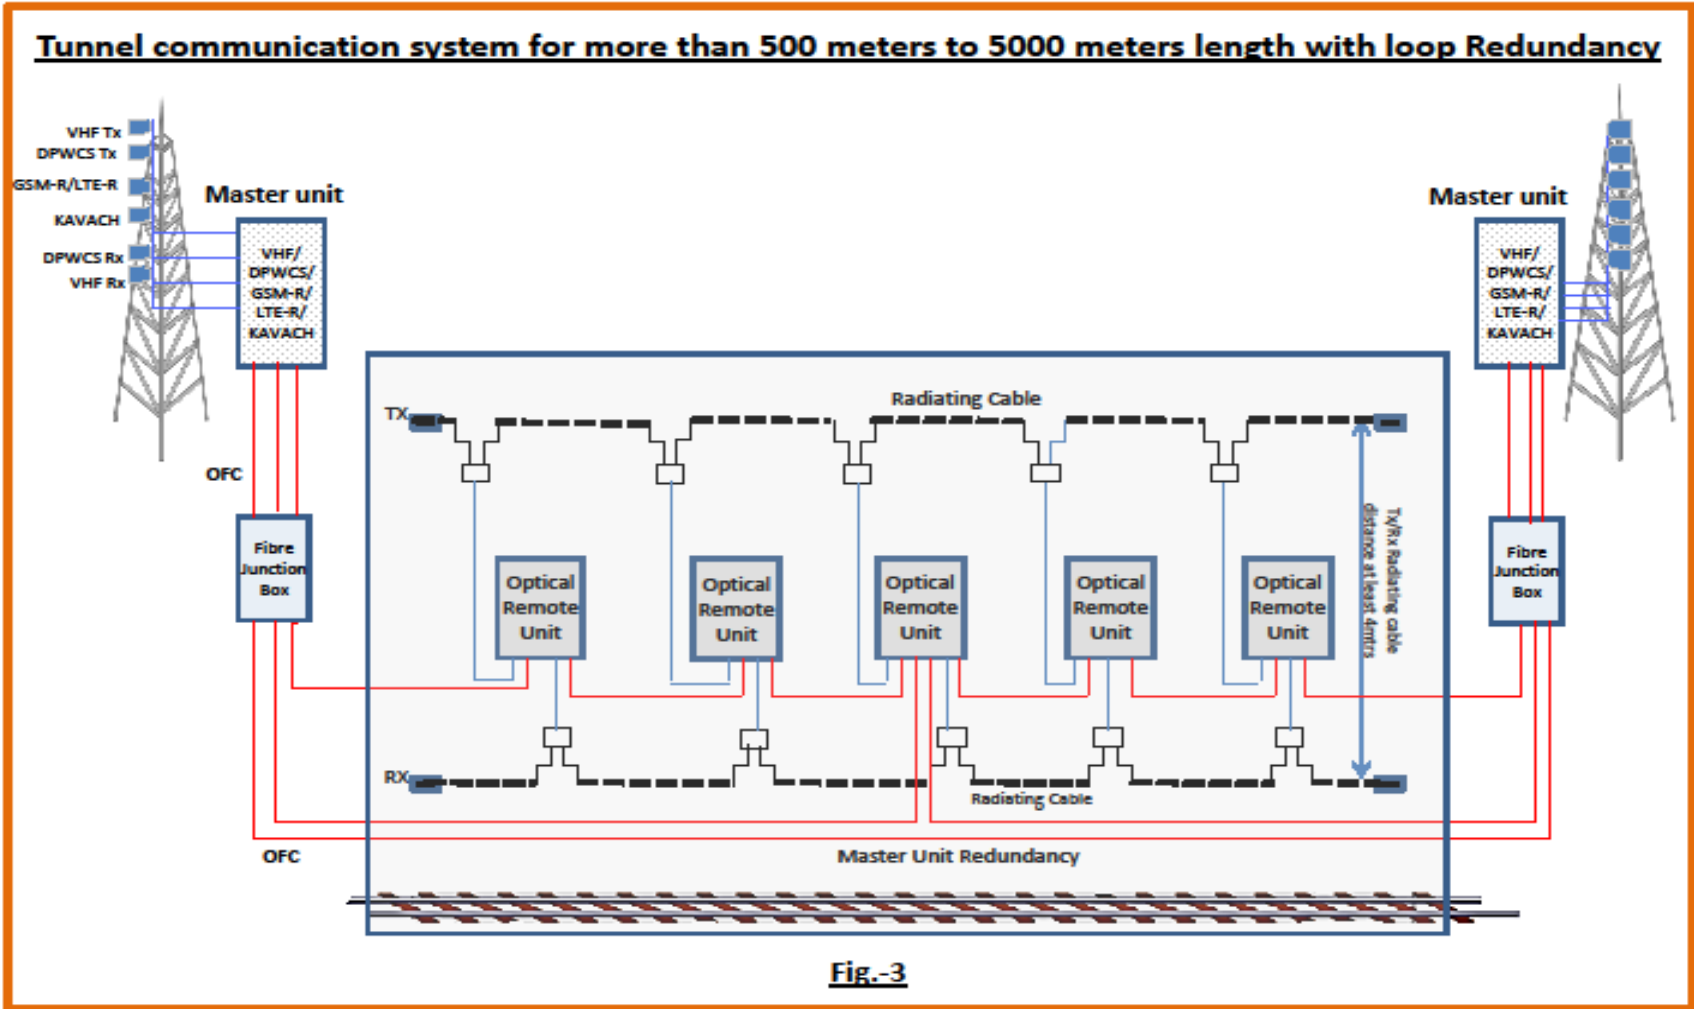 Tunnel communication system for more than 500 meters to 5000 meters length with loop Redundancy
VHF Tx
DPWCS Tx
GSM-R/LTE-R
KAVACH
DPWCS Rx
VHF Rx
Master unit
VHF/
DPWCS/
GSM-R/
LTE-R/
KAVACH
Master unit
VHF/
DPWCS/
GSM-R/
LTE-R/
KAVACH
OFC
Fibre
Junction
Box
Fibre
Junction
Box
TX
Radiating Cable
Optical
Remote
Unit
Optical
Remote
Unit
Optical
Remote
Unit
Optical
Remote
Unit
Optical
Remote
Unit
Tx/Rx Radiating cable
distance at least 4mtrs
RX
Radiating Cable
OFC
Master Unit Redundancy
Fig.-3